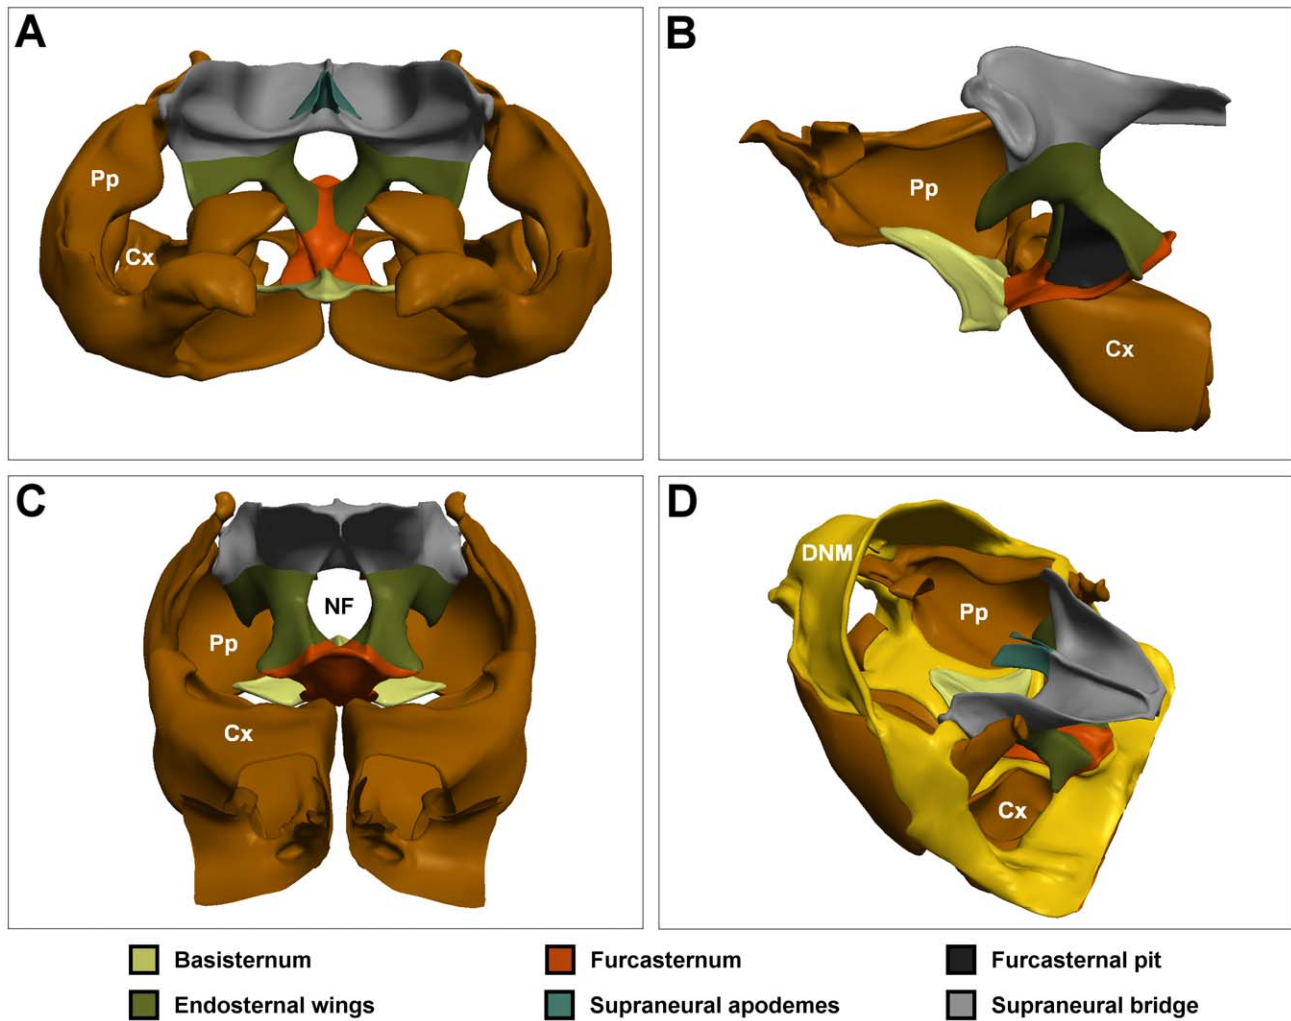 A
Pp
Cx
B
Pp
Cx
C
NF
Pp
Cx
D
DNM
Pp
Cx
Basisternum
Furcasternum
Furcasternal pit
Endosternal wings
Supraneural apodemes
Supraneural bridge